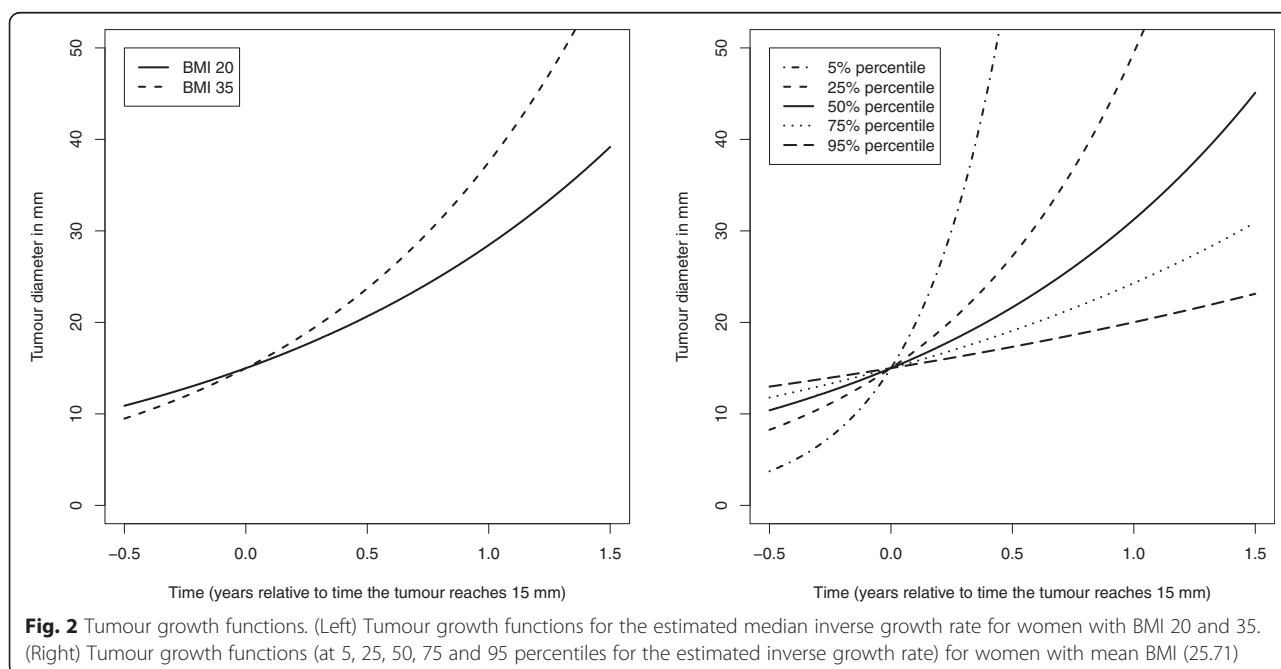 BMI 20
BMI 35
Tumour diameter in mm
50
40
30
20
10
0
−0.5
0.0
0.5
1.0
1.5
Time (years relative to time the tumour reaches 15 mm)
5% percentile
25% percentile
50% percentile
75% percentile
95% percentile
Tumour diameter in mm
50
40
30
20
10
0
−0.5
0.0
0.5
1.0
1.5
Time (years relative to time the tumour reaches 15 mm)
Fig. 2 Tumour growth functions. (Left) Tumour growth functions for the estimated median inverse growth rate for women with BMI 20 and 35.
(Right) Tumour growth functions (at 5, 25, 50, 75 and 95 percentiles for the estimated inverse growth rate) for women with mean BMI (25,71)